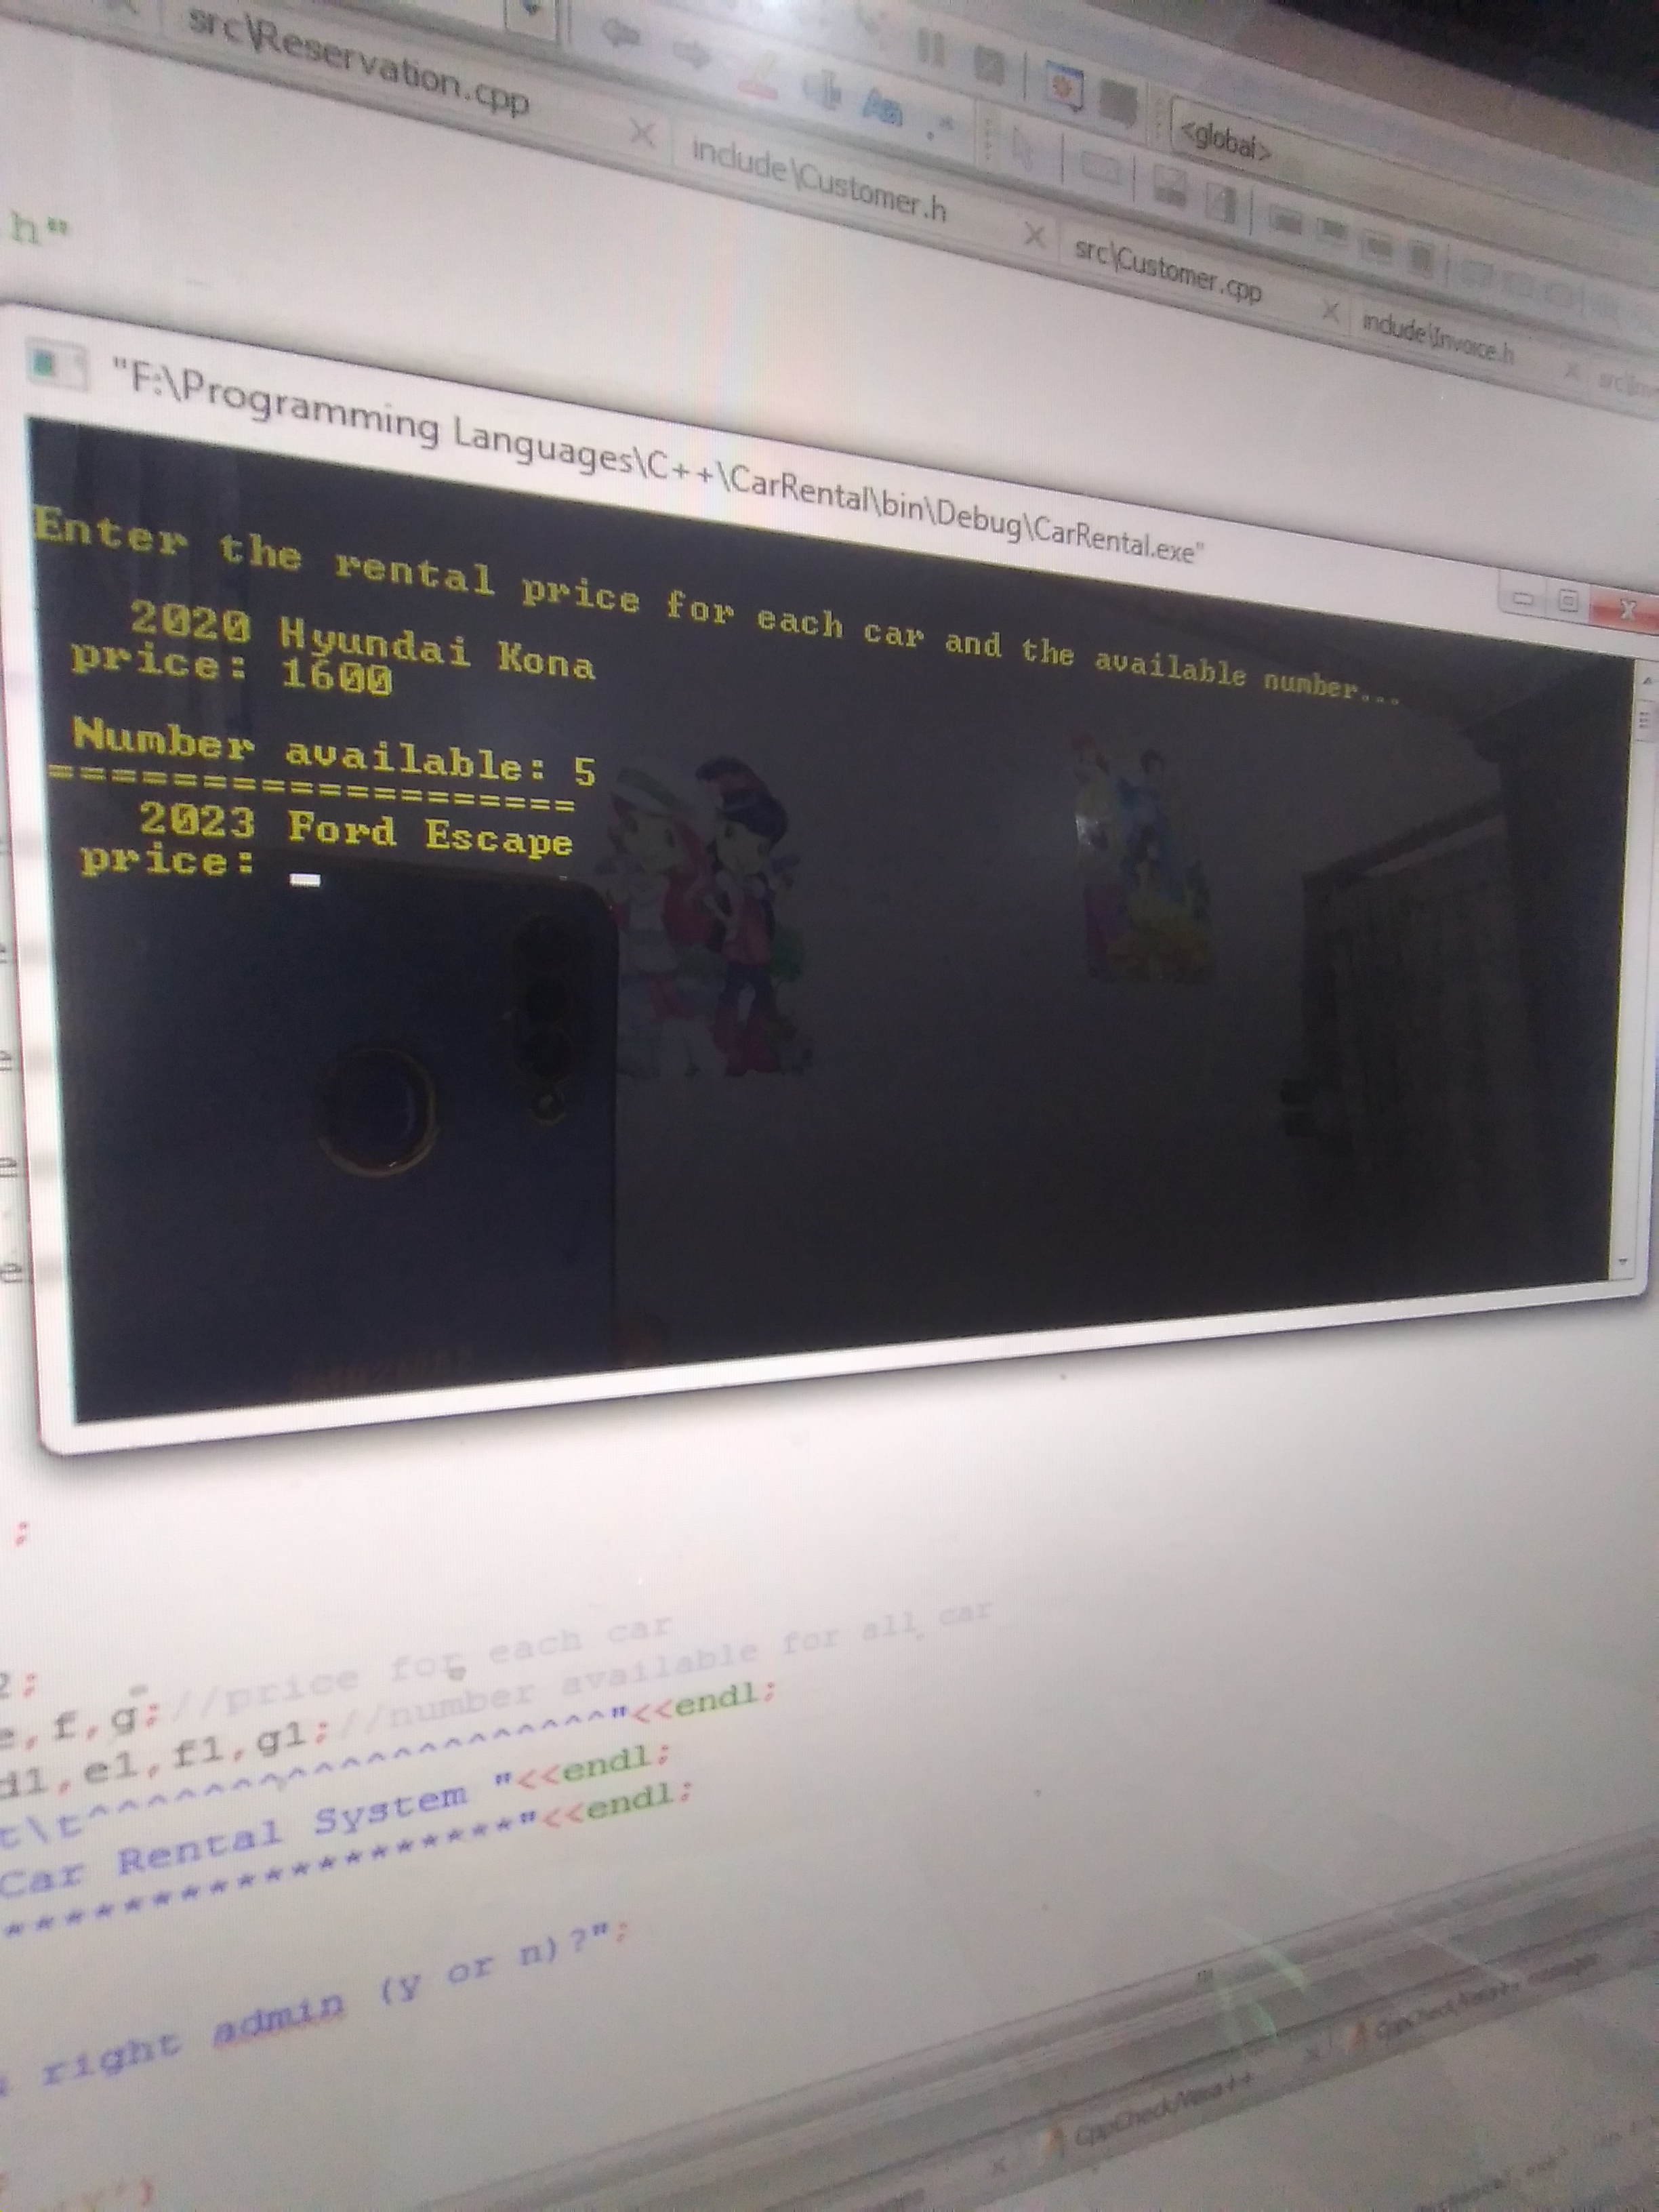 src\Reservation.cpp
include\Customer.h
src\Customer.cpp
include\Invoice.h
<global>
h"
"F:\Programming Languages\C++\CarRental\bin\Debug\CarRental.exe"
Enter the rental price for each car and the available number...
2020 Hyundai Kona
price: 1600
Number available: 5
===================
2023 Ford Escape
price:
;
2;
e,f,g;//price for each car
d1,e1,f1,g1;//number available for all car
t\t^^^^^^^^^^^^^^^^^^^^^^"<<endl;
Car Rental System "<<endl;
*******************"<<endl;
right admin (y or n)?";
CppCheck/Vera++